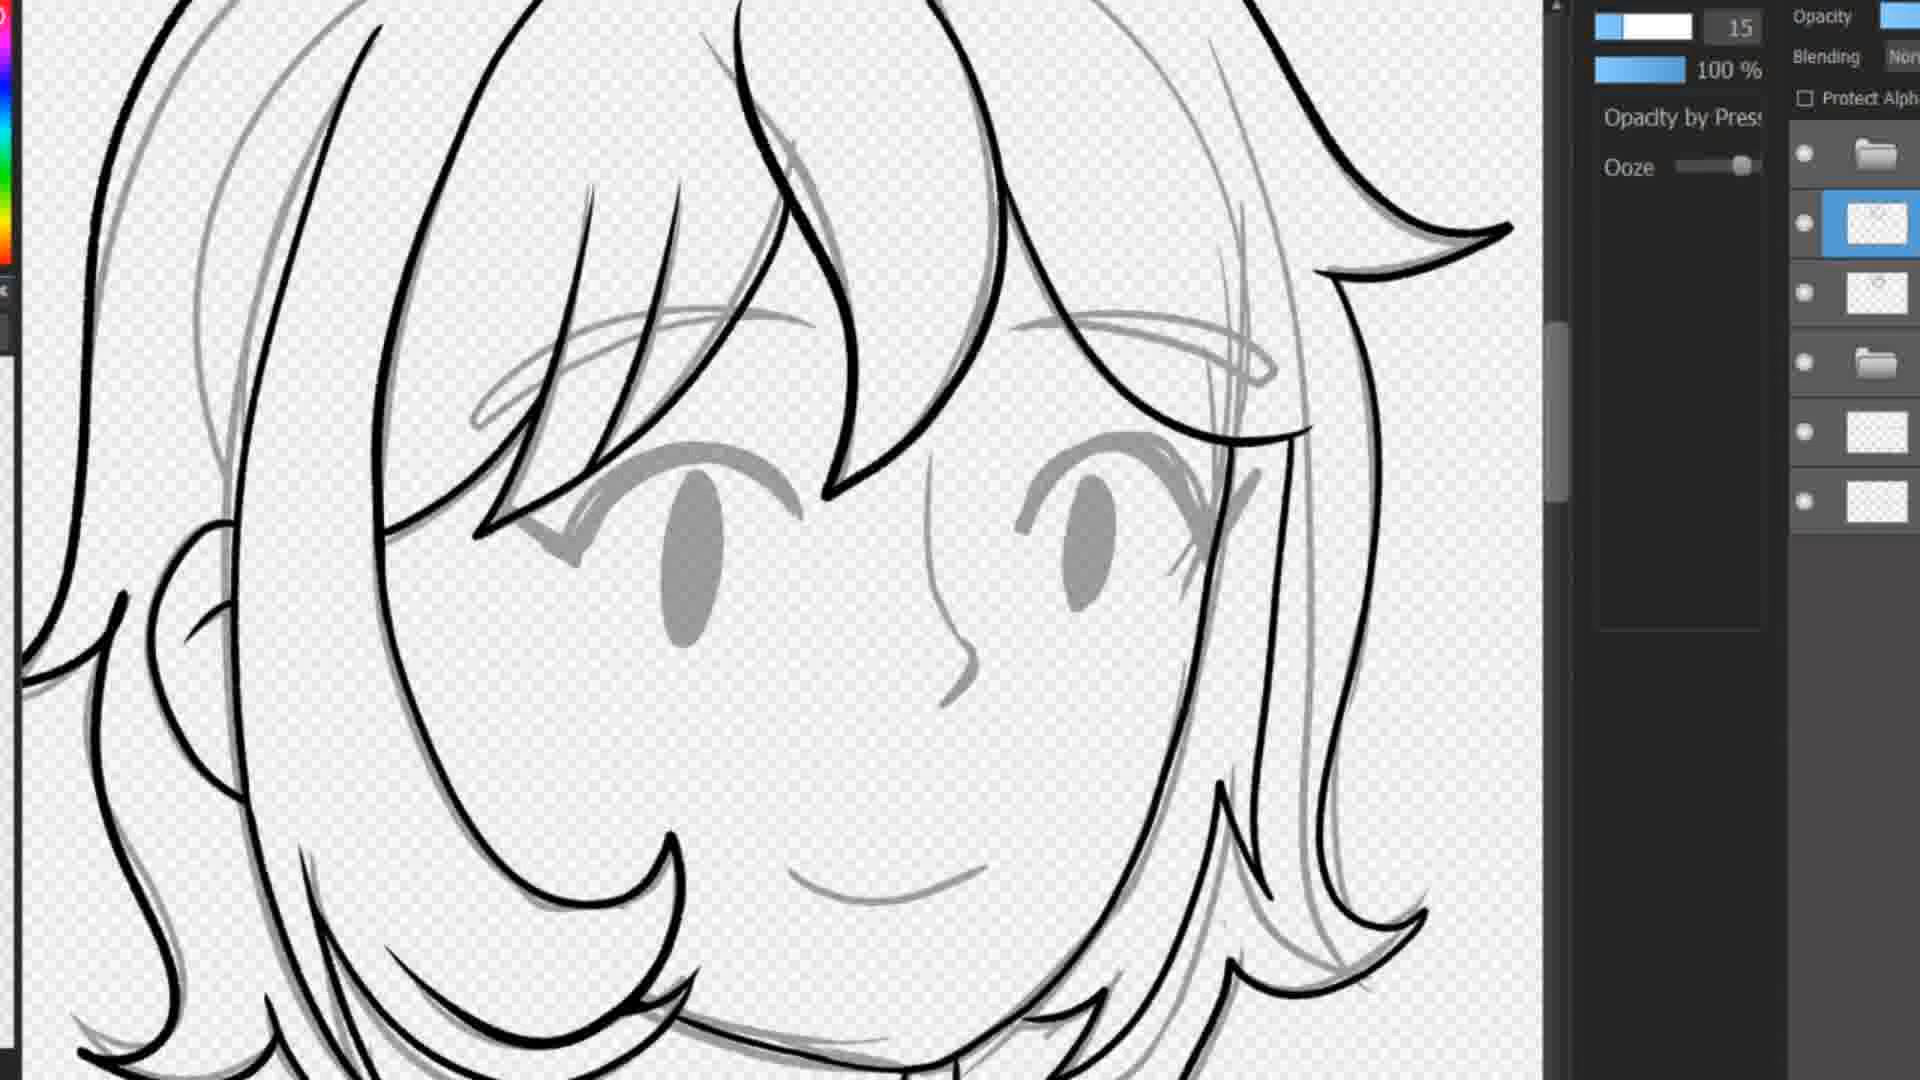 15
100 %
Opacity by Press
Ooze
Opacity
Blending
Protect Alph